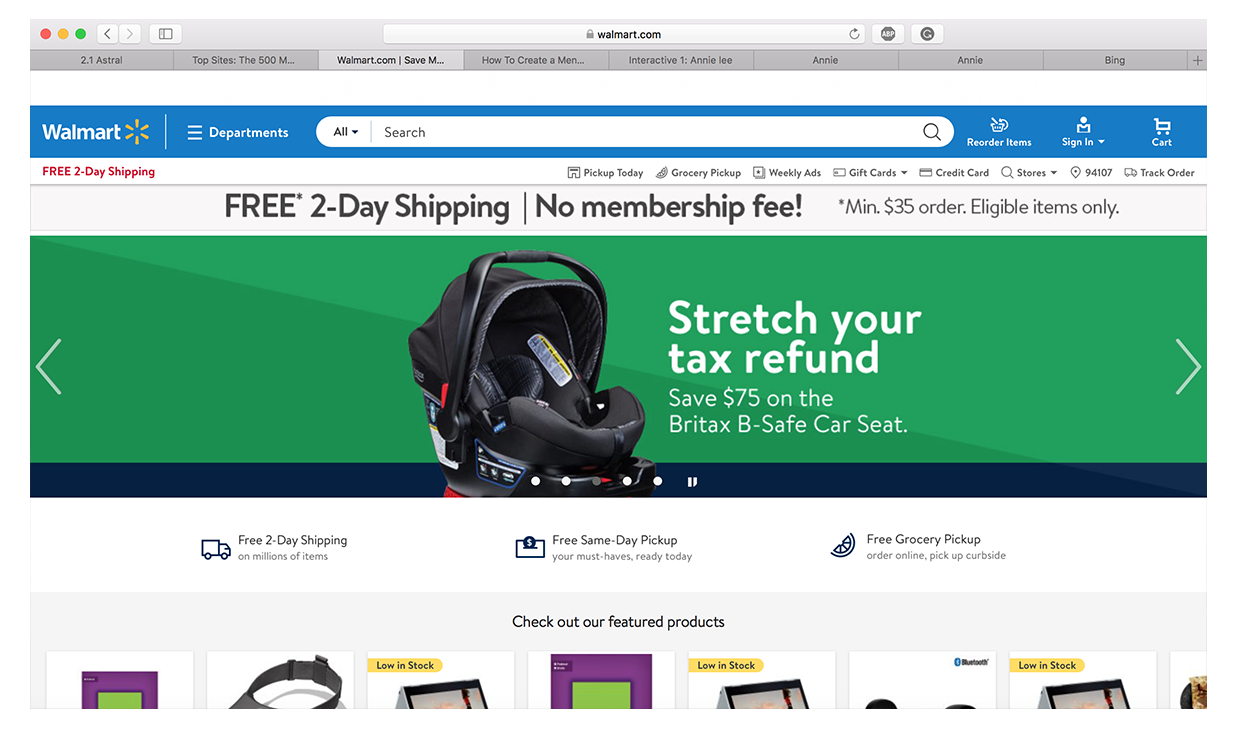 walmart.com
ABP
2.1 Astral
Top Sites: The 500 M...
Walmart.com | Save M...
How To Create a Men...
Interactive 1: Annie lee
Annie
Annie
Bing
Walmart
Departments
All
Search
Reorder Items
Sign In
Cart
FREE 2-Day Shipping
Pickup Today
Grocery Pickup
Weekly Ads
Gift Cards
Credit Card
Stores
94107
Track Order
FREE* 2-Day Shipping | No membership fee! *Min. $35 order. Eligible items only.
Stretch your
tax refund
Save $75 on the
Britax B-Safe Car Seat.
Free 2-Day Shipping
on millions of items
Free Same-Day Pickup
your must-haves, ready today
Free Grocery Pickup
order online, pick up curbside
Check out our featured products
Low in Stock
Low in Stock
Bluetooth
Low in Stock